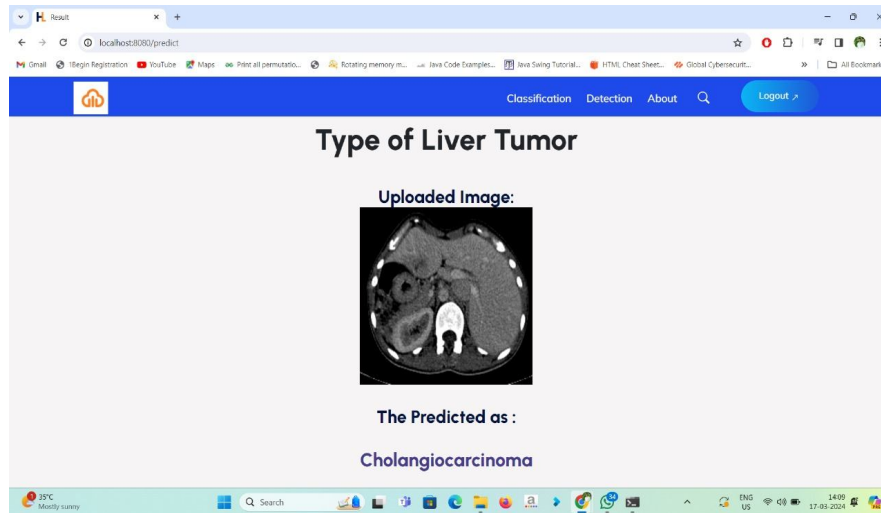 Result
localhost:8080/predict
Gmail 1Begin Registration YouTube Maps Print all permutatio... Rotating memory m... Java Code Examples... Java Swing Tutorial... HTML Cheat Sheet... Global Cybersecurit... » All Bookmark
Classification Detection About Logout
Type of Liver Tumor
Uploaded Image:
The Predicted as :
Cholangiocarcinoma
35°C
Mostly sunny
Search
ENG
US
14:09
17-03-2024